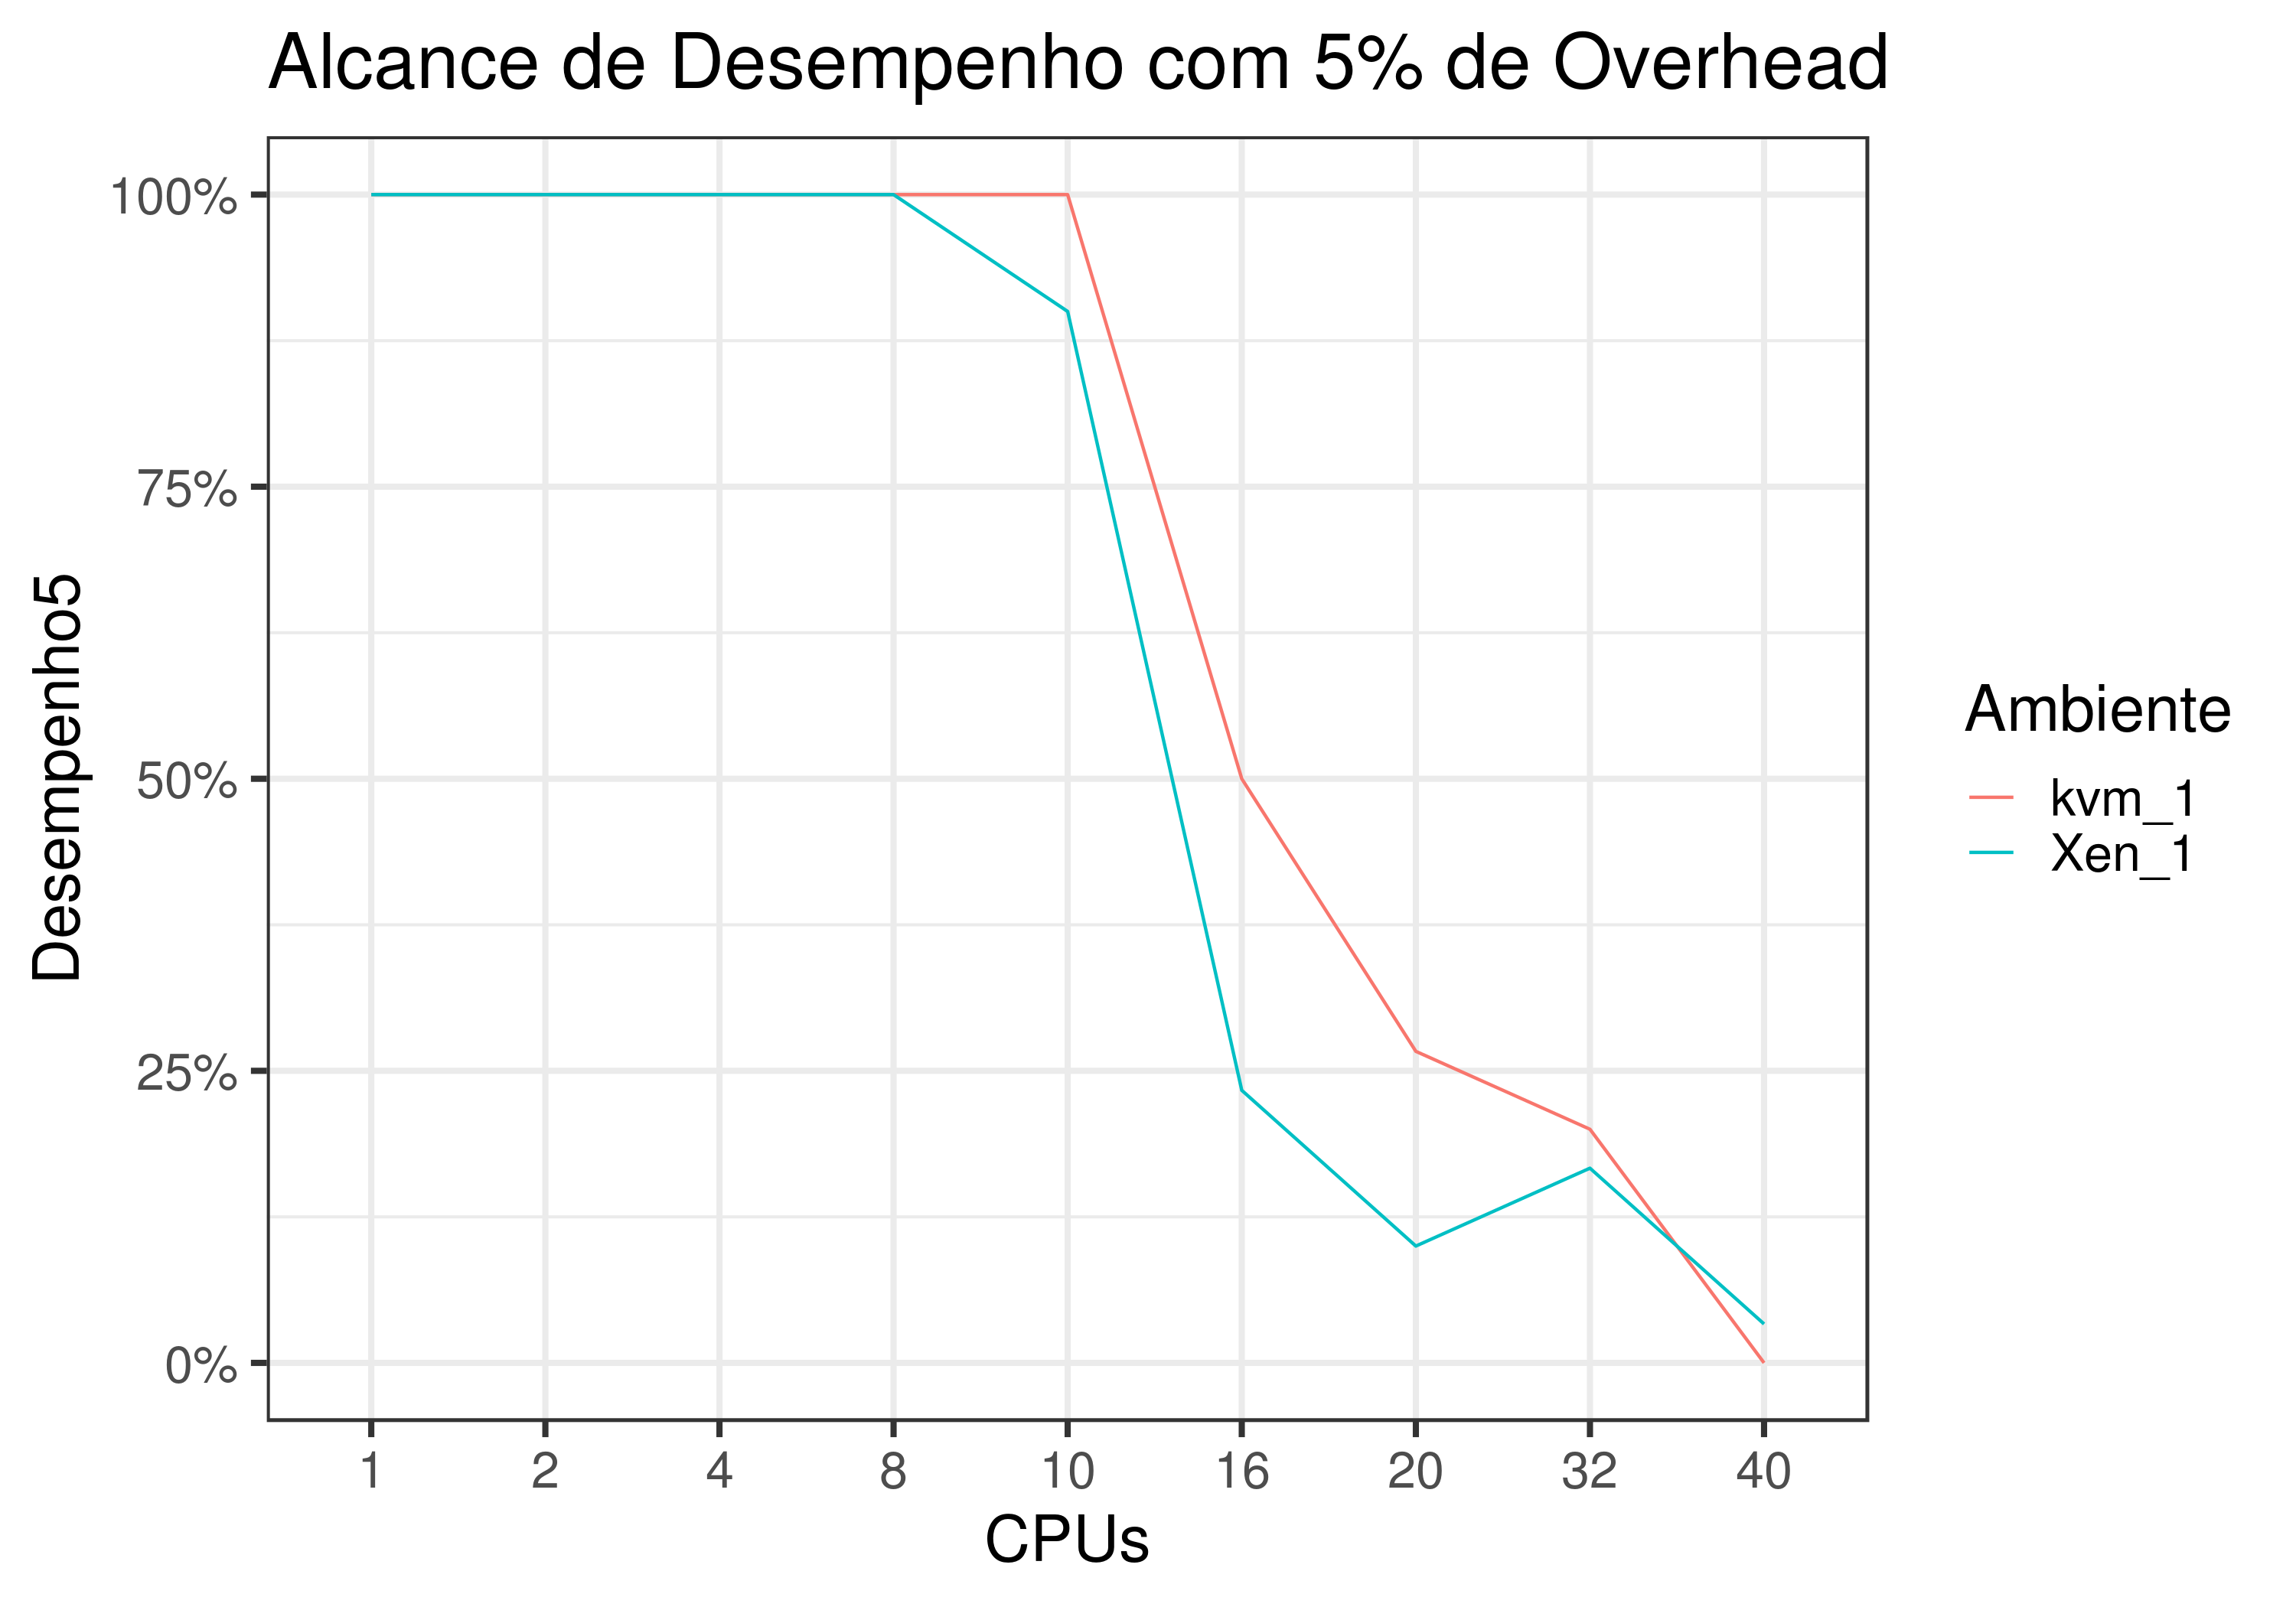 Alcance de Desempenho com 5% de Overhead
Desempenho5
100%
75%
50%
25%
0%
1 2 4 8 10 16 20 32 40
CPUs
Ambiente
kvm_1
Xen_1